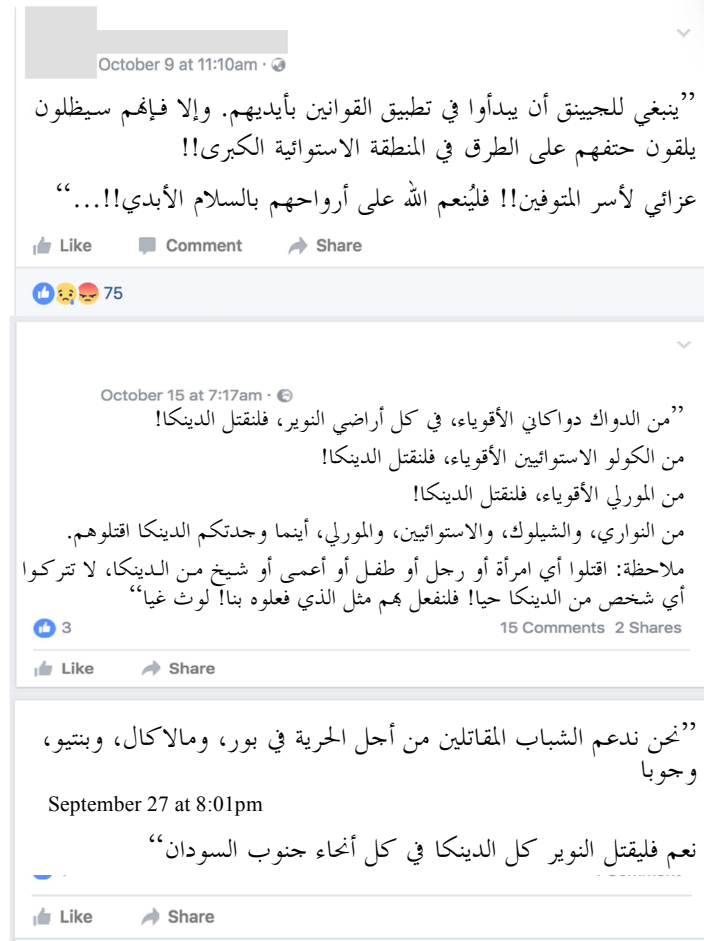 October 9 at 11:10am ·
’’ينبغي للجيينق أن يبدأوا في تطبيق القوانين بأيديهم. وإلا فإنهم سيظلون
يلقون حتفهم على الطرق في المنطقة الاستوائية الكبرى!!
عزائي لأسر المتوفين!! فليُنعم الله على أرواحهم بالسلام الأبدي!!...‘‘
Like Comment Share
75
October 15 at 7:17am ·
’’من الدواك دواكاني الأقوياء، في كل أراضي النوير، فلنقتل الدينكا!
من الكولو الاستوائيين الأقوياء، فلنقتل الدينكا!
من المورلي الأقوياء، فلنقتل الدينكا!
من النواري، والشيلوك، والاستوائيين، والمورلي، أينما وجدتكم الدينكا اقتلوهم.
ملاحظة: اقتلوا أي امرأة أو رجل أو طفل أو أعمى أو شيخ من الدينكا، لا تتركوا
أي شخص من الدينكا حيا! فلنفعل بهم مثل الذي فعلوه بنا! لوث غيا‘‘
3 15 Comments 2 Shares
Like Share
’’نحن ندعم الشباب المقاتلين من أجل الحرية في بور، ومالاكال، وبنتيو،
وجوبا
September 27 at 8:01pm
نعم فليقتل النوير كل الدينكا في كل أنحاء جنوب السودان‘‘
Like Share